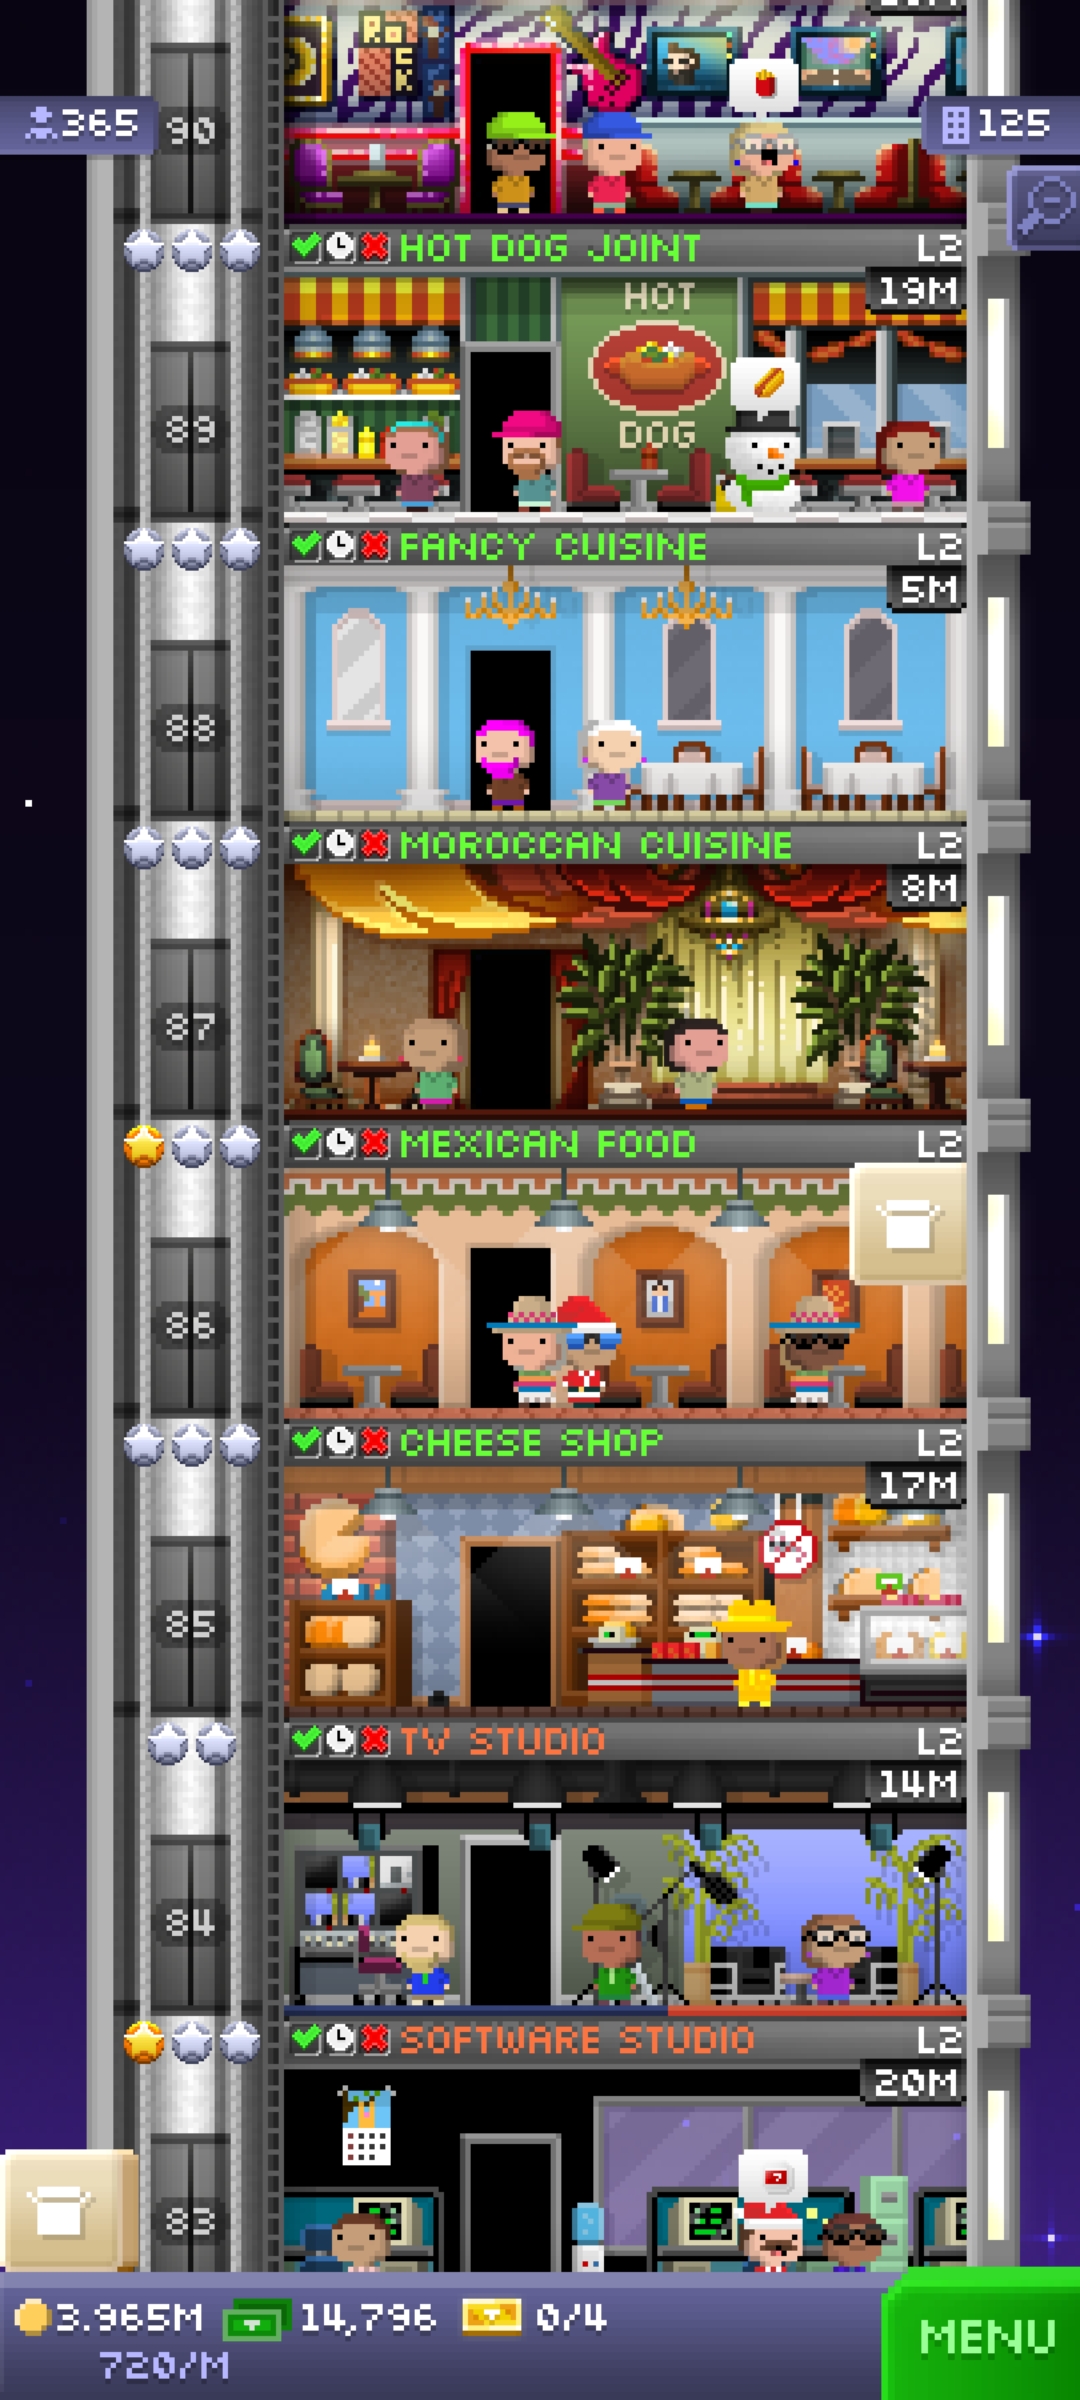 ROCK
365
90
125
HOT DOG JOINT L2
19M
HOT
DOG
89
FANCY CUISINE L2
5M
88
MOROCCAN CUISINE L2
8M
87
MEXICAN FOOD L2
86
CHEESE SHOP L2
17M
85
TV STUDIO L2
14M
84
SOFTWARE STUDIO L2
20M
?
83
3.965M 14,796 0/4
720/M
MENU